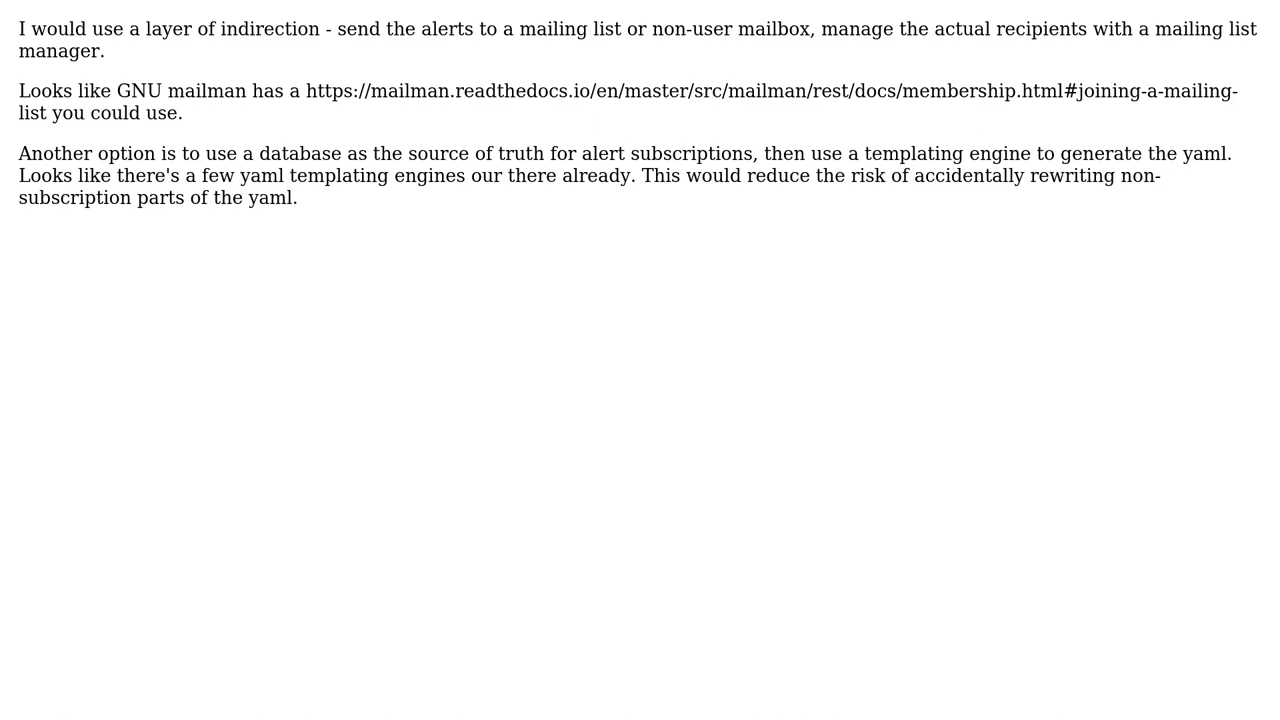 I would use a layer of indirection - send the alerts to a mailing list or non-user mailbox, manage the actual recipients with a mailing list
manager.
Looks like GNU mailman has a https://mailman.readthedocs.io/en/master/src/mailman/rest/docs/membership.html#joining-a-mailing-
list you could use.
Another option is to use a database as the source of truth for alert subscriptions, then use a templating engine to generate the yaml.
Looks like there's a few yaml templating engines our there already. This would reduce the risk of accidentally rewriting non-
subscription parts of the yaml.